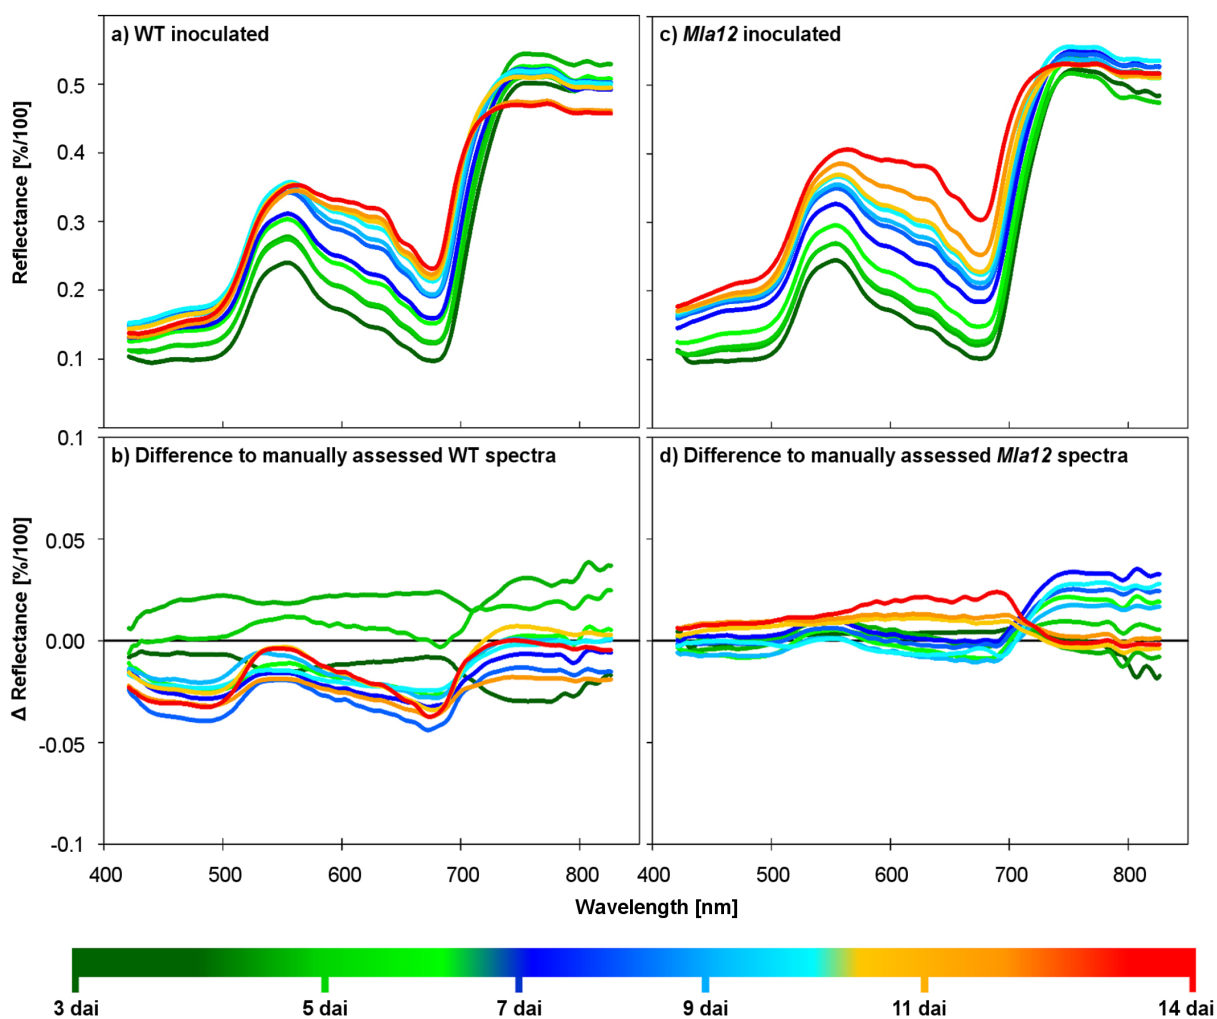 a) WT inoculated
c) Mla12 inoculated
Reflectance [%/100]
0.5
0.4
0.3
0.2
0.1
b) Difference to manually assessed WT spectra
d) Difference to manually assessed Mla12 spectra
Δ Reflectance [%/100]
0.1
0.05
0.00
-0.05
-0.1
400 500 600 700 800
400 500 600 700 800
Wavelength [nm]
3 dai 5 dai 7 dai 9 dai 11 dai 14 dai